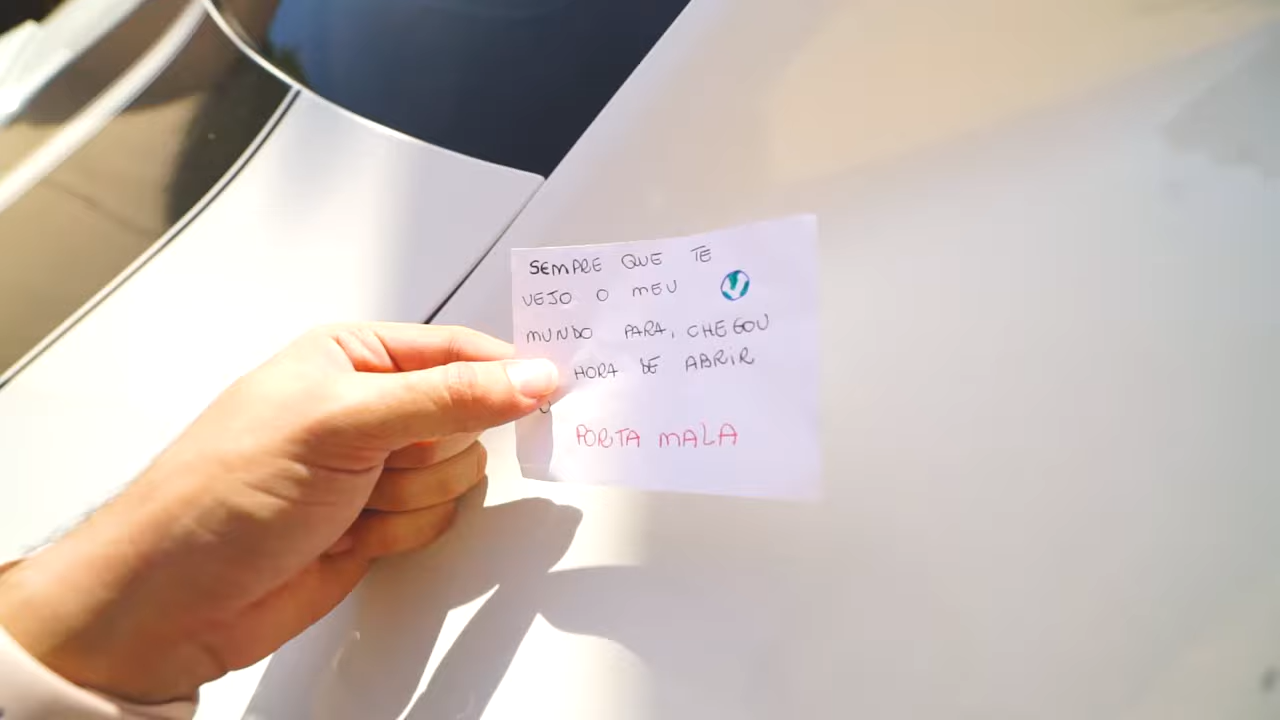 SEMPRE QUE TE
VEJO O MEU
MUNDO PARA, CHEGOU
HORA DE ABRIR
PORTA MALA